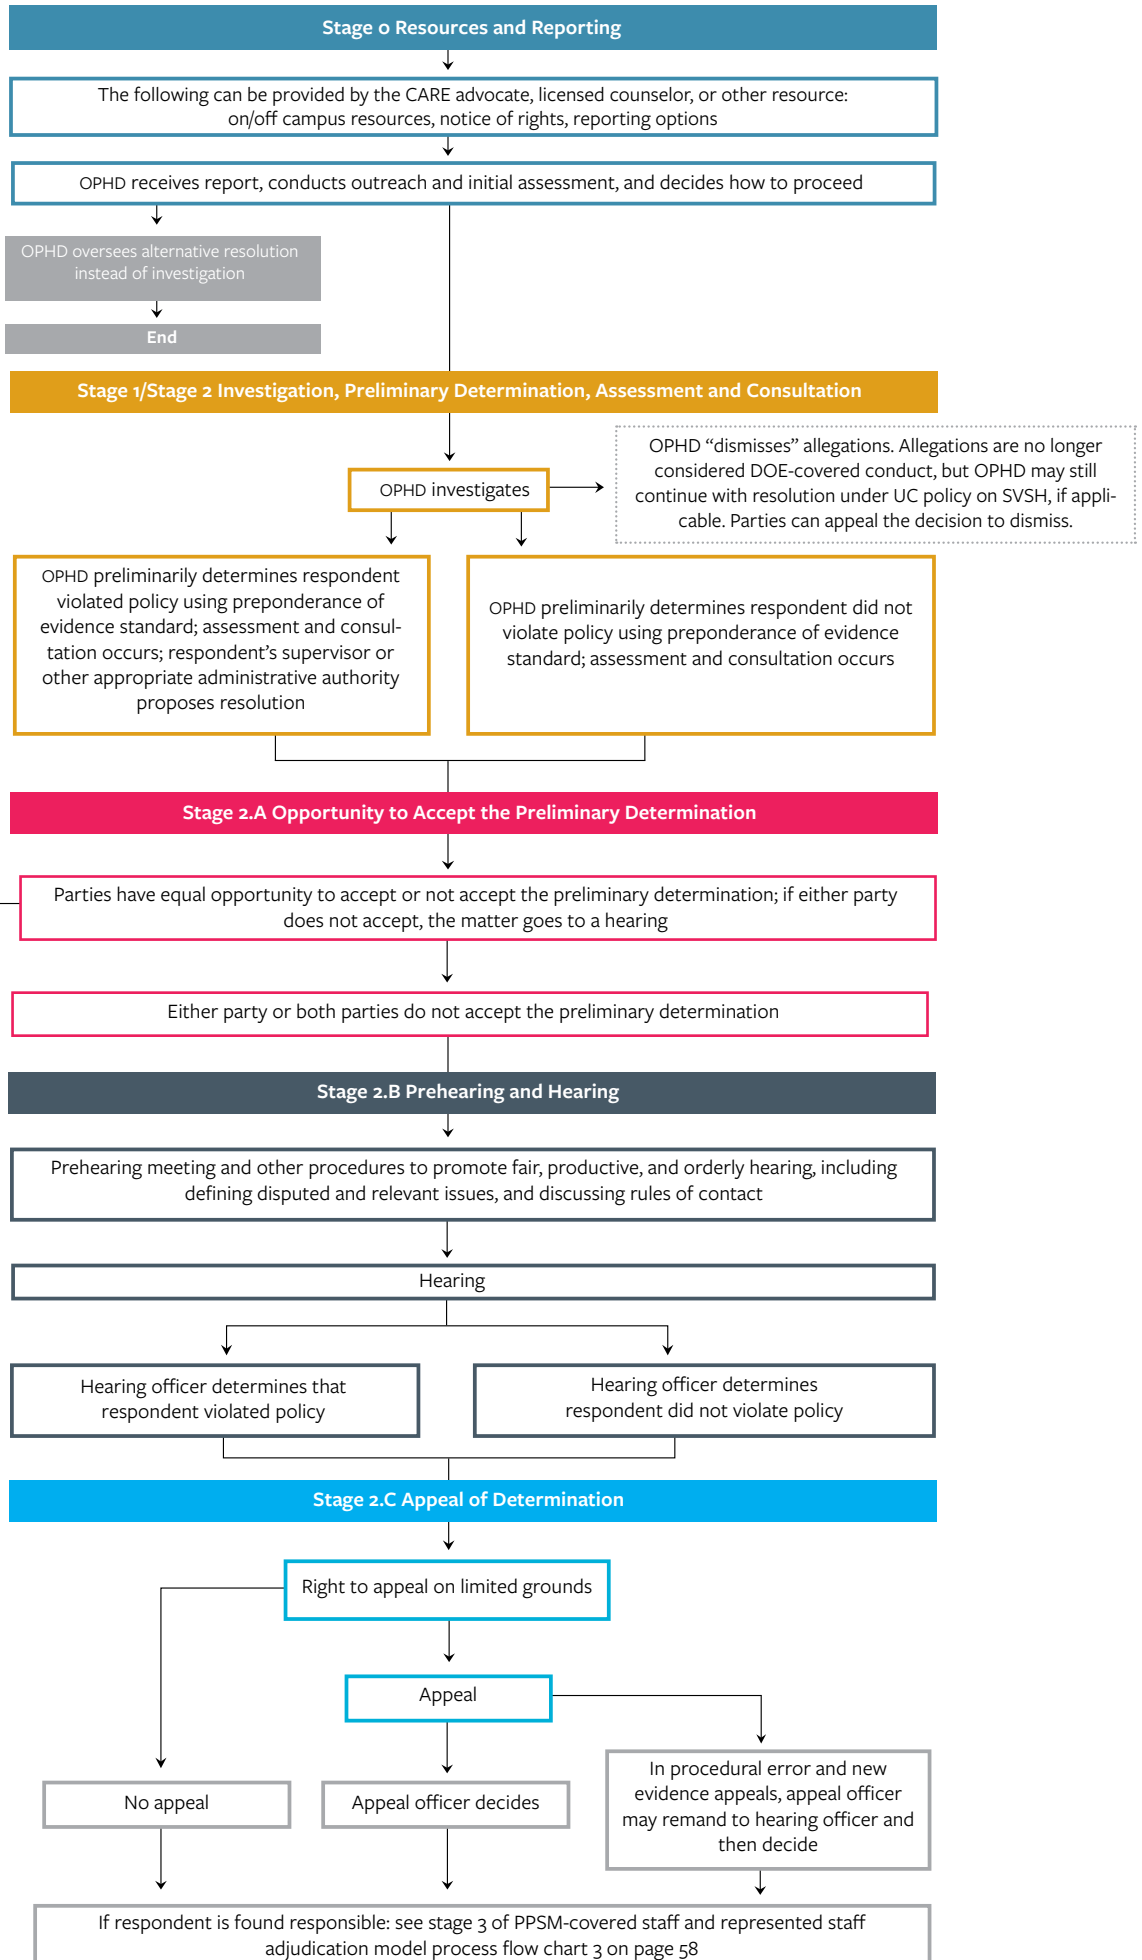 Stage 0 Resources and Reporting
The following can be provided by the CARE advocate, licensed counselor, or other resource:
on/off campus resources, notice of rights, reporting options
OPHD receives report, conducts outreach and initial assessment, and decides how to proceed
OPHD oversees alternative resolution
instead of investigation
End
Stage 1/Stage 2 Investigation, Preliminary Determination, Assessment and Consultation
OPHD investigates
OPHD “dismisses” allegations. Allegations are no longer
considered DOE-covered conduct, but OPHD may still
continue with resolution under UC policy on SVSH, if appli-
cable. Parties can appeal the decision to dismiss.
OPHD preliminarily determines respondent
violated policy using preponderance of
evidence standard; assessment and consul-
tation occurs; respondent’s supervisor or
other appropriate administrative authority
proposes resolution
OPHD preliminarily determines respondent did not
violate policy using preponderance of evidence
standard; assessment and consultation occurs
Stage 2.A Opportunity to Accept the Preliminary Determination
Parties have equal opportunity to accept or not accept the preliminary determination; if either party
does not accept, the matter goes to a hearing
Either party or both parties do not accept the preliminary determination
Stage 2.B Prehearing and Hearing
Prehearing meeting and other procedures to promote fair, productive, and orderly hearing, including
defining disputed and relevant issues, and discussing rules of contact
Hearing
Hearing officer determines that
respondent violated policy
Hearing officer determines
respondent did not violate policy
Stage 2.C Appeal of Determination
Right to appeal on limited grounds
Appeal
No appeal
Appeal officer decides
In procedural error and new
evidence appeals, appeal officer
may remand to hearing officer and
then decide
If respondent is found responsible: see stage 3 of PPSM-covered staff and represented staff
adjudication model process flow chart 3 on page 58